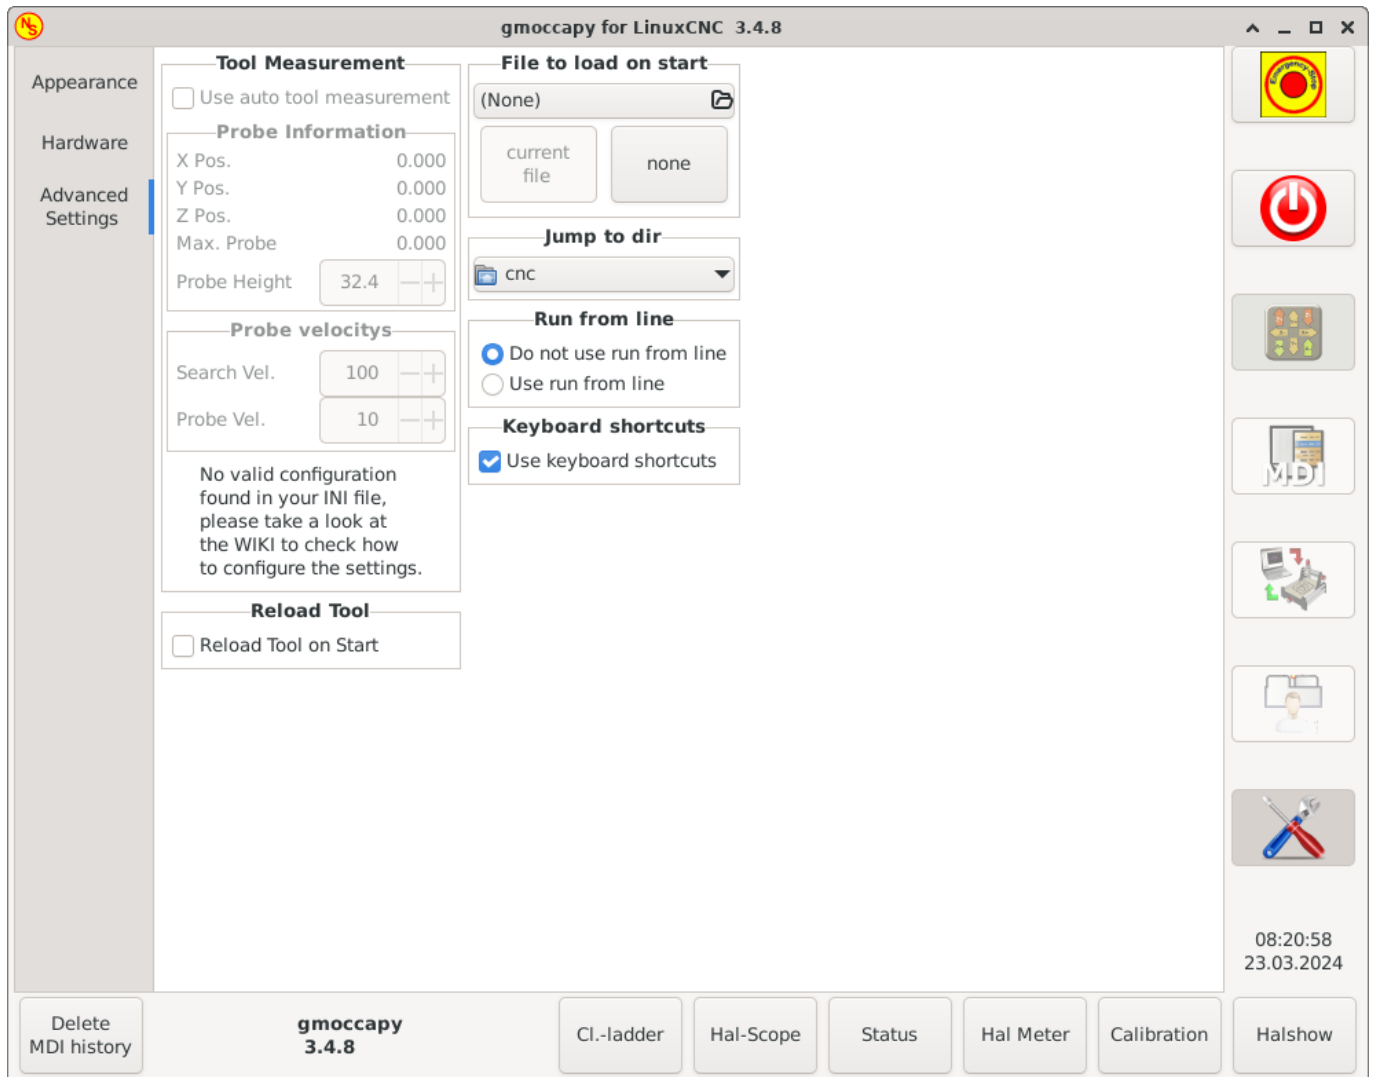 NS
gmoccapy for LinuxCNC 3.4.8
Appearance
Hardware
Advanced
Settings
Tool Measurement
Use auto tool measurement
Probe Information
X Pos. 0.000
Y Pos. 0.000
Z Pos. 0.000
Max. Probe 0.000
Probe Height 32.4
Probe velocitys
Search Vel. 100
Probe Vel. 10
No valid configuration
found in your INI file,
please take a look at
the WIKI to check how
to configure the settings.
Reload Tool
Reload Tool on Start
File to load on start
(None)
current
file
none
Jump to dir
cnc
Run from line
Do not use run from line
Use run from line
Keyboard shortcuts
Use keyboard shortcuts
Emergency-Stop
MDI
08:20:58
23.03.2024
Delete
MDI history
gmoccapy
3.4.8
Cl.-ladder
Hal-Scope
Status
Hal Meter
Calibration
Halshow